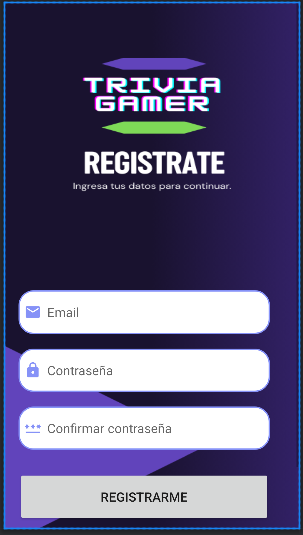 TRIVIA
GAMER
REGISTRATE
Ingresa tus datos para continuar.
Email
Contraseña
Confirmar contraseña
REGISTRARME